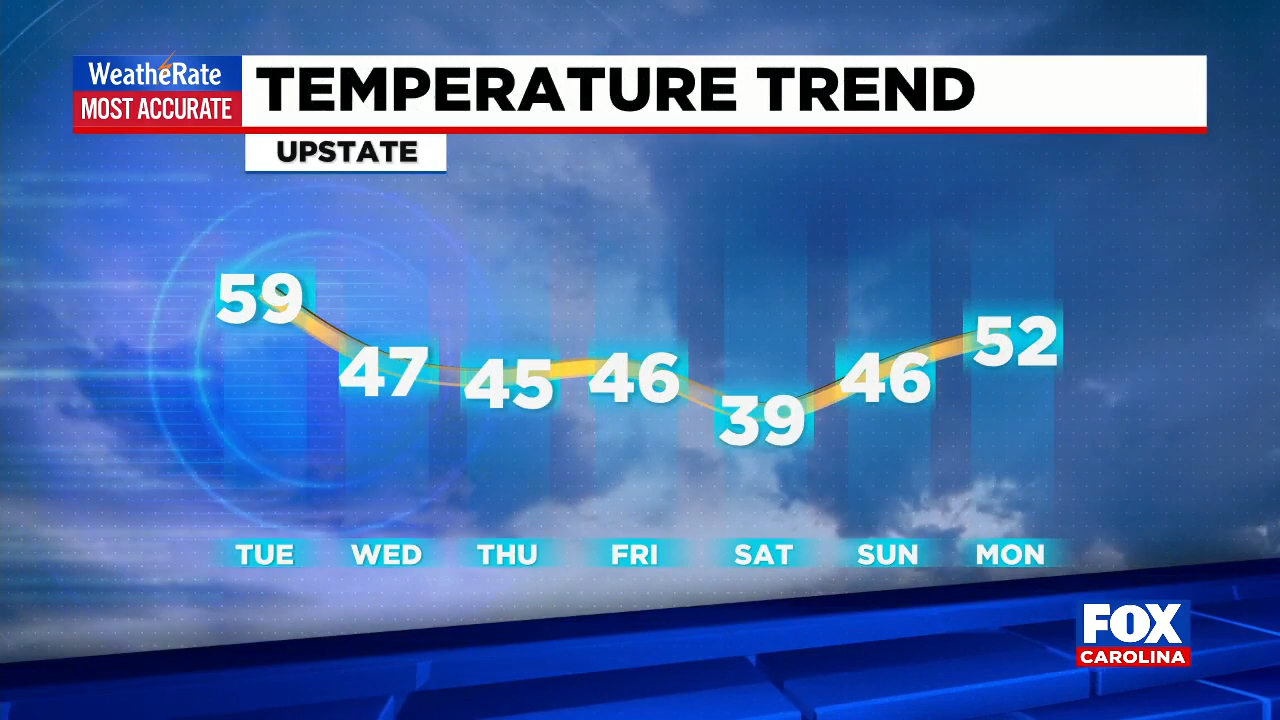 WeatheRate
MOST ACCURATE
TEMPERATURE TREND
UPSTATE
59 47 45 46 39 46 52
TUE WED THU FRI SAT SUN MON
FOX
CAROLINA